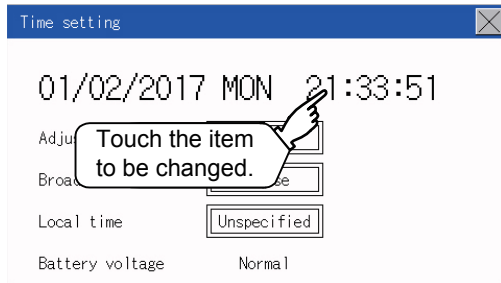 Time setting
01/02/2017 MON 21:33:51
Touch the item
to be changed.
Local time Unspecified
Battery voltage Normal